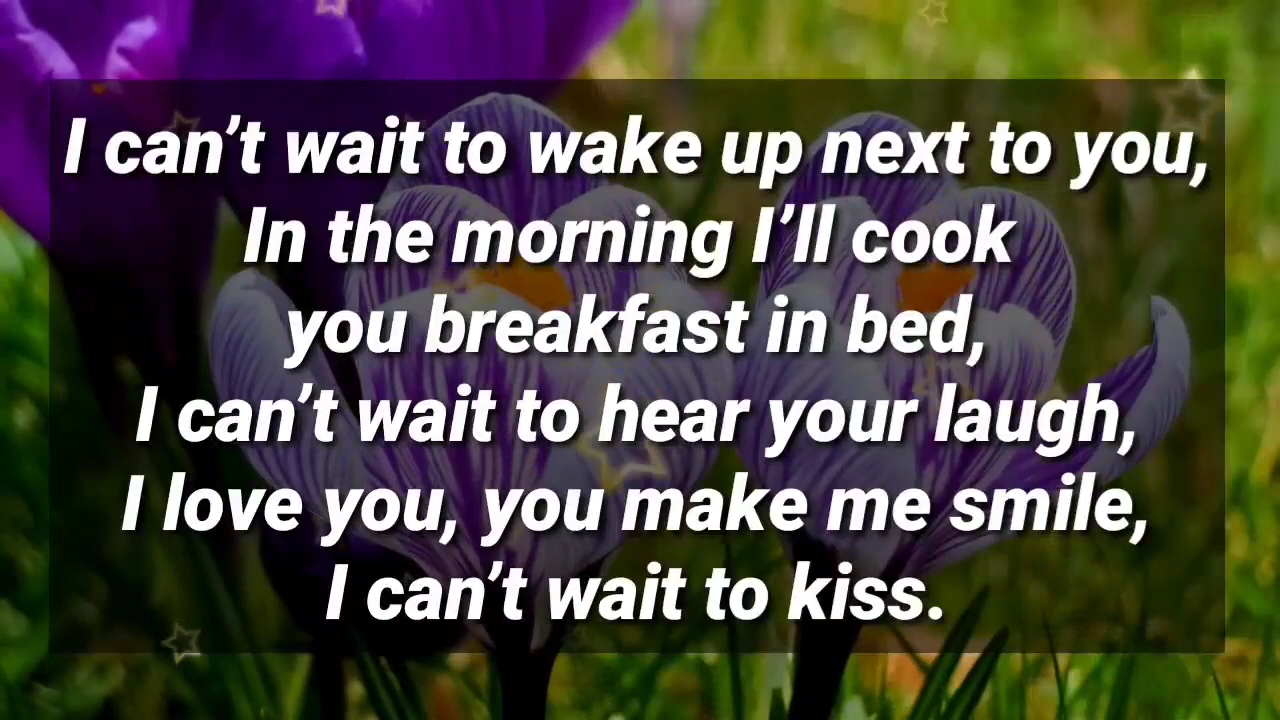 I can’t wait to wake up next to you,
In the morning I’ll cook
you breakfast in bed,
I can’t wait to hear your laugh,
I love you, you make me smile,
I can’t wait to kiss.